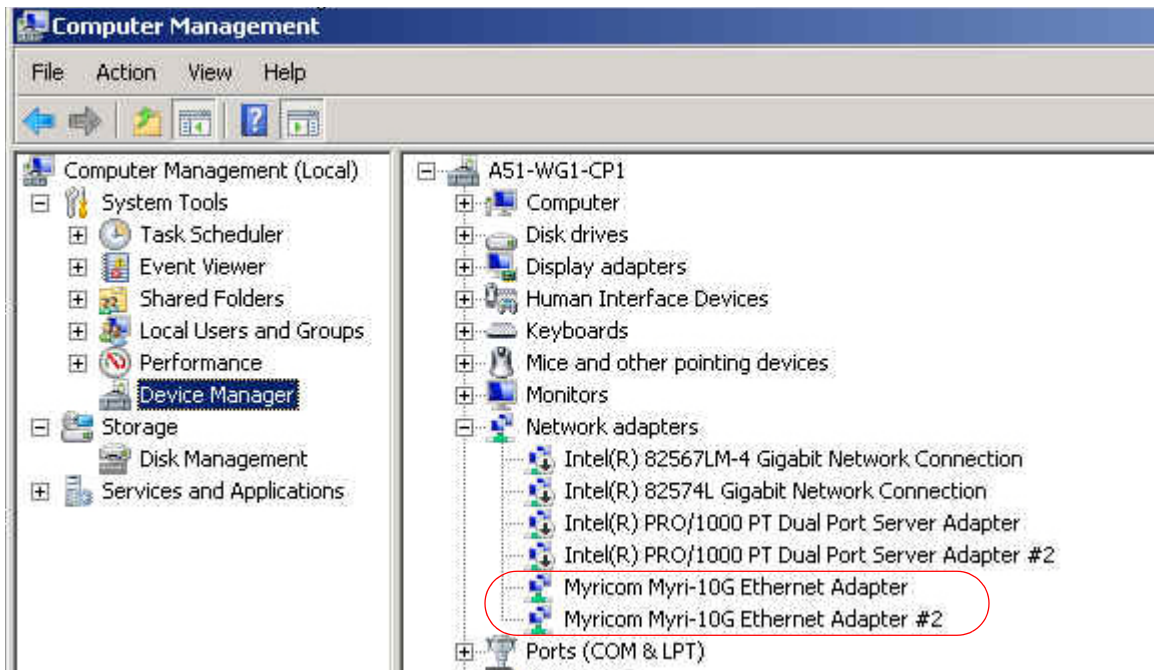 Computer Management
File Action View Help
Computer Management (Local)
System Tools
Task Scheduler
Event Viewer
Shared Folders
Local Users and Groups
Performance
Device Manager
Storage
Disk Management
Services and Applications
A51-WG1-CP1
Computer
Disk drives
Display adapters
Human Interface Devices
Keyboards
Mice and other pointing devices
Monitors
Network adapters
Intel(R) 82567LM-4 Gigabit Network Connection
Intel(R) 82574L Gigabit Network Connection
Intel(R) PRO/1000 PT Dual Port Server Adapter
Intel(R) PRO/1000 PT Dual Port Server Adapter #2
Myricom Myri-10G Ethernet Adapter
Myricom Myri-10G Ethernet Adapter #2
Ports (COM & LPT)